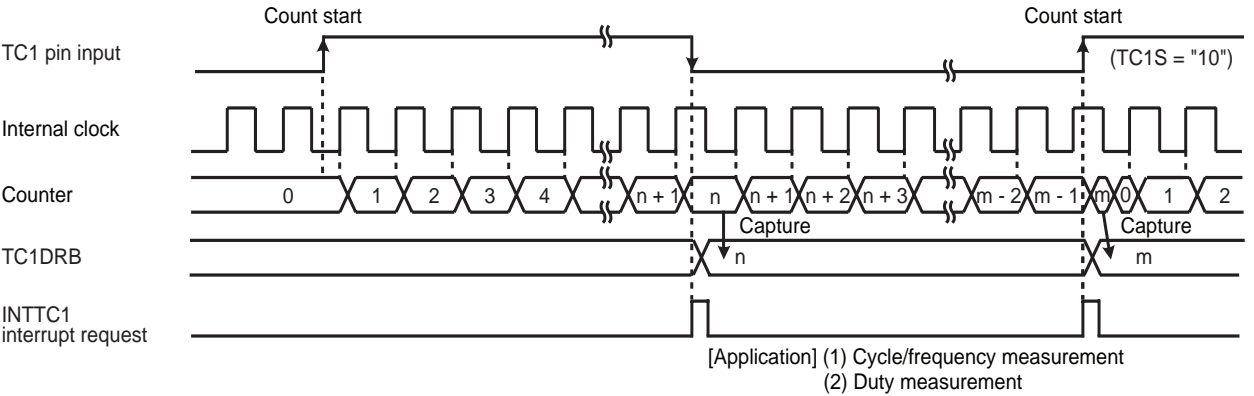 Count start
Count start
TC1 pin input
(TC1S = "10")
Internal clock
Counter
0 1 2 3 4 n + 1 n n + 1 n + 2 n + 3 m - 2 m - 1 m 0 1 2
Capture
Capture
TC1DRB
n
m
INTTC1
interrupt request
[Application] (1) Cycle/frequency measurement
(2) Duty measurement